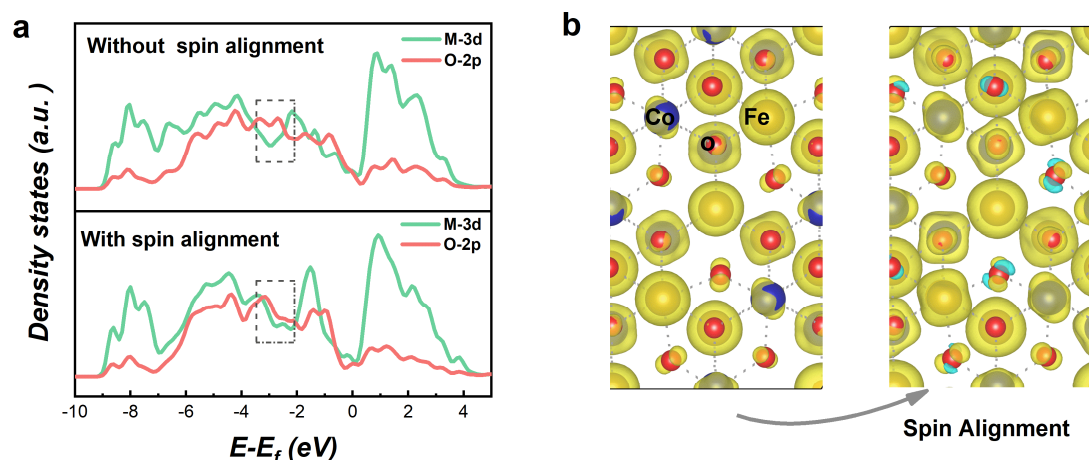 a
Without spin alignment
M-3d
O-2p
With spin alignment
M-3d
O-2p
Density states (a.u.)
-10 -8 -6 -4 -2 0 2 4
E-Ef (eV)
b
Co
Fe
o
Spin Alignment